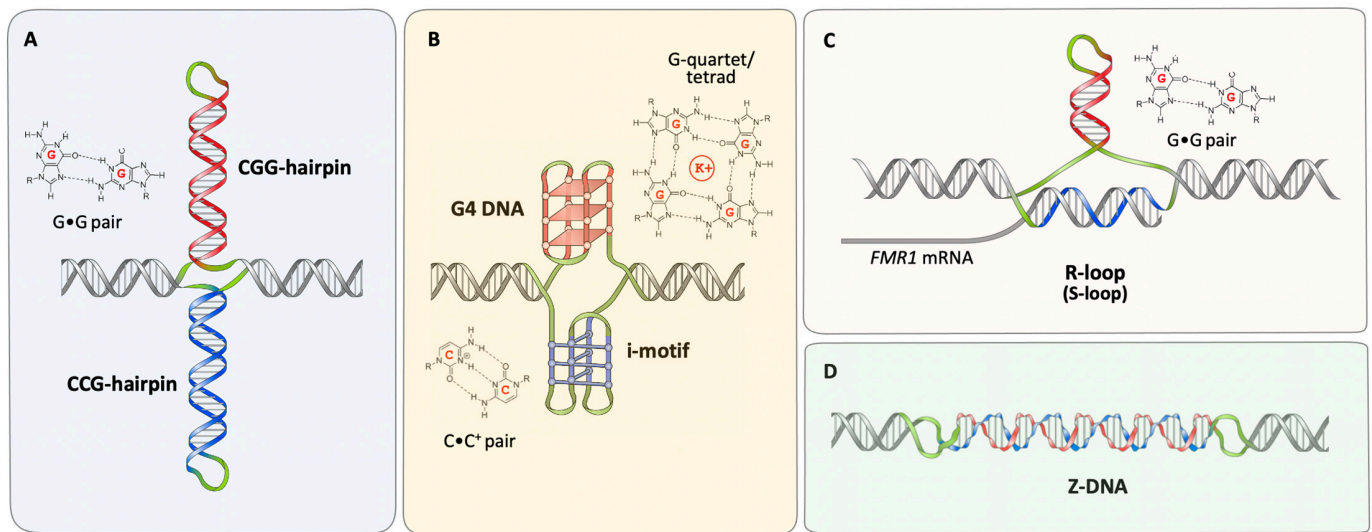 A
CGG-hairpin
G•G pair
CCG-hairpin
H
N
H
N
H
G
O
N
N
R
H
O
H
N
G
N
H
N
H
N
R
B
G-quartet/
tetrad
G
G
K+
G
G
G4 DNA
i-motif
H
H
N
C
N
⊕
H
R
O
O
N
R
N
C
H
N
H
C•C⁺ pair
C
G
G
G•G pair
FMR1 mRNA
R-loop
(S-loop)
D
Z-DNA